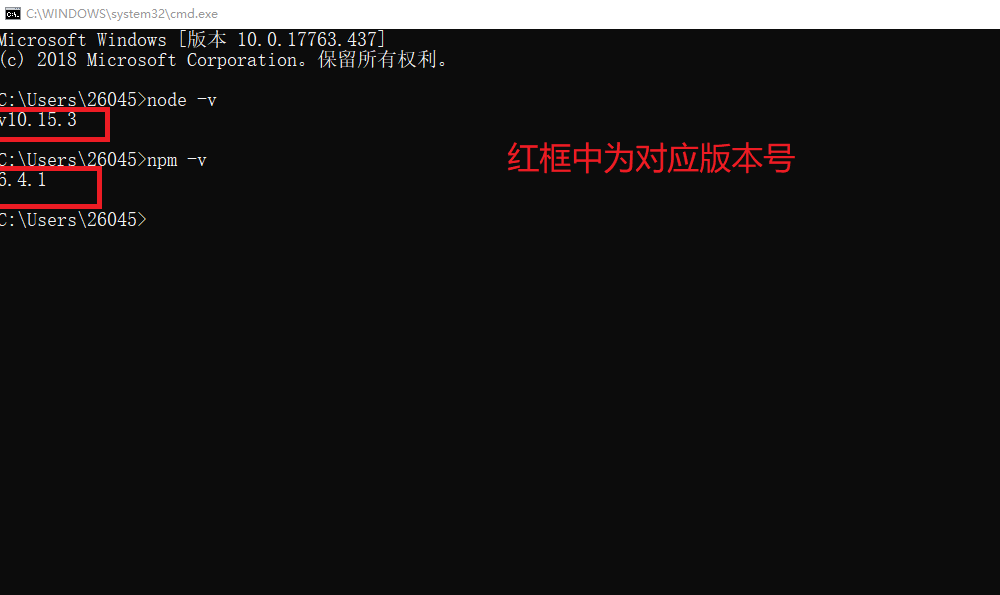 C:\WINDOWS\system32\cmd.exe
Microsoft Windows [版本 10.0.17763.437]
(c) 2018 Microsoft Corporation。保留所有权利。
C:\Users\26045>node -v
v10.15.3
C:\Users\26045>npm -v
6.4.1
红框中为对应版本号
C:\Users\26045>